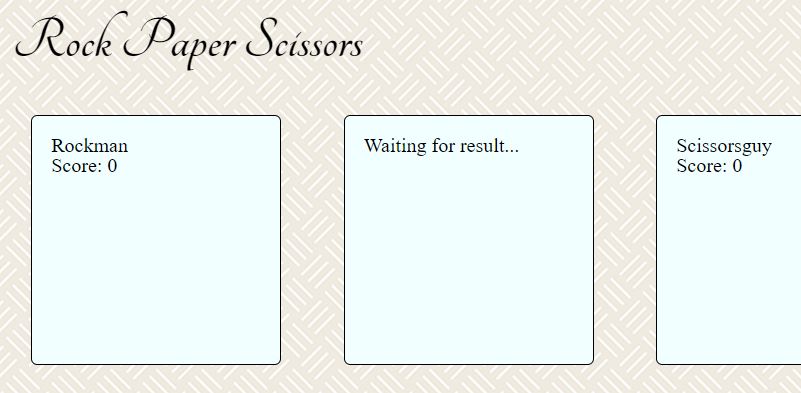 Rock Paper Scissors
Rockman
Score: 0
Waiting for result...
Scissorsguy
Score: 0